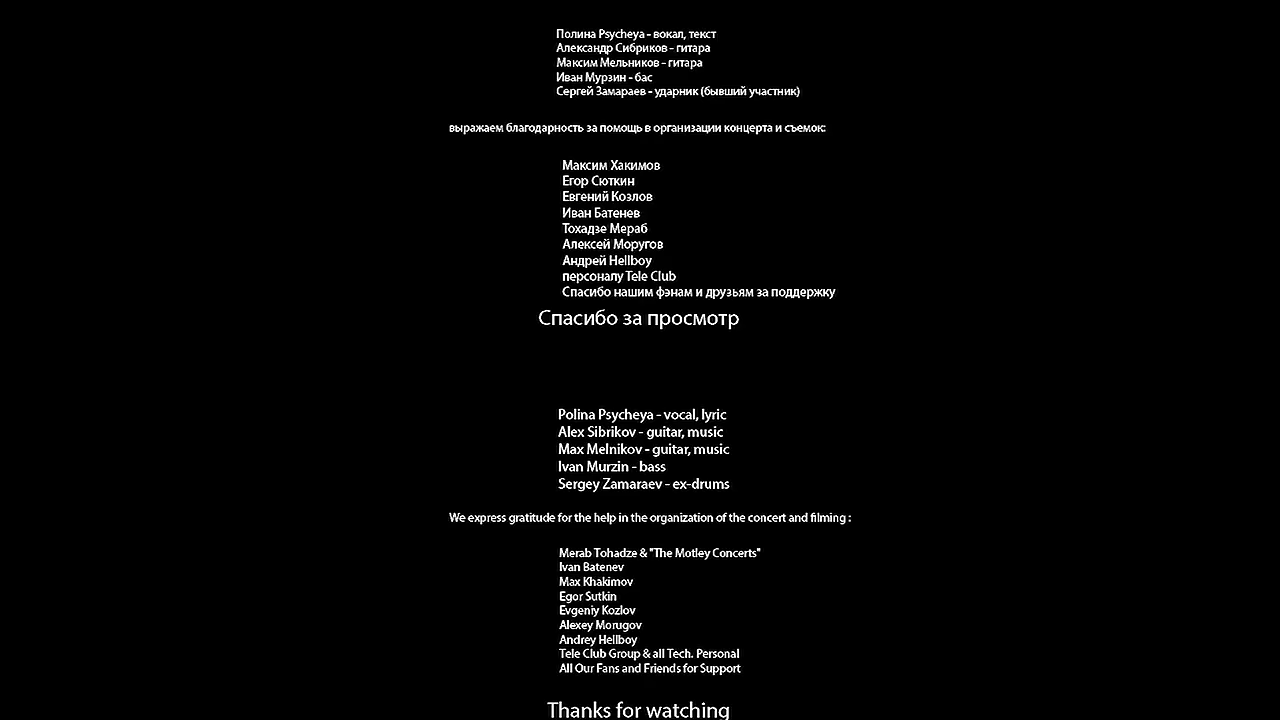 Полина Psycheya - вокал, текст
Александр Сибриков - гитара
Максим Мельников - гитара
Иван Мурзин - бас
Сергей Замараев - ударник (бывший участник)
выражаем благодарность за помощь в организации концерта и съемок:
Максим Хакимов
Егор Сюткин
Евгений Козлов
Иван Батенев
Тохадзе Мераб
Алексей Моругов
Андрей Hellboy
персоналу Tele Club
Спасибо нашим фэнам и друзьям за поддержку
Спасибо за просмотр
Polina Psycheya - vocal, lyric
Alex Sibrikov - guitar, music
Max Melnikov - guitar, music
Ivan Murzin - bass
Sergey Zamaraev - ex-drums
We express gratitude for the help in the organization of the concert and filming :
Merab Tohadze & "The Motley Concerts"
Ivan Batenev
Max Khakimov
Egor Sutkin
Evgeniy Kozlov
Alexey Morugov
Andrey Hellboy
Tele Club Group & all Tech. Personal
All Our Fans and Friends for Support
Thanks for watching